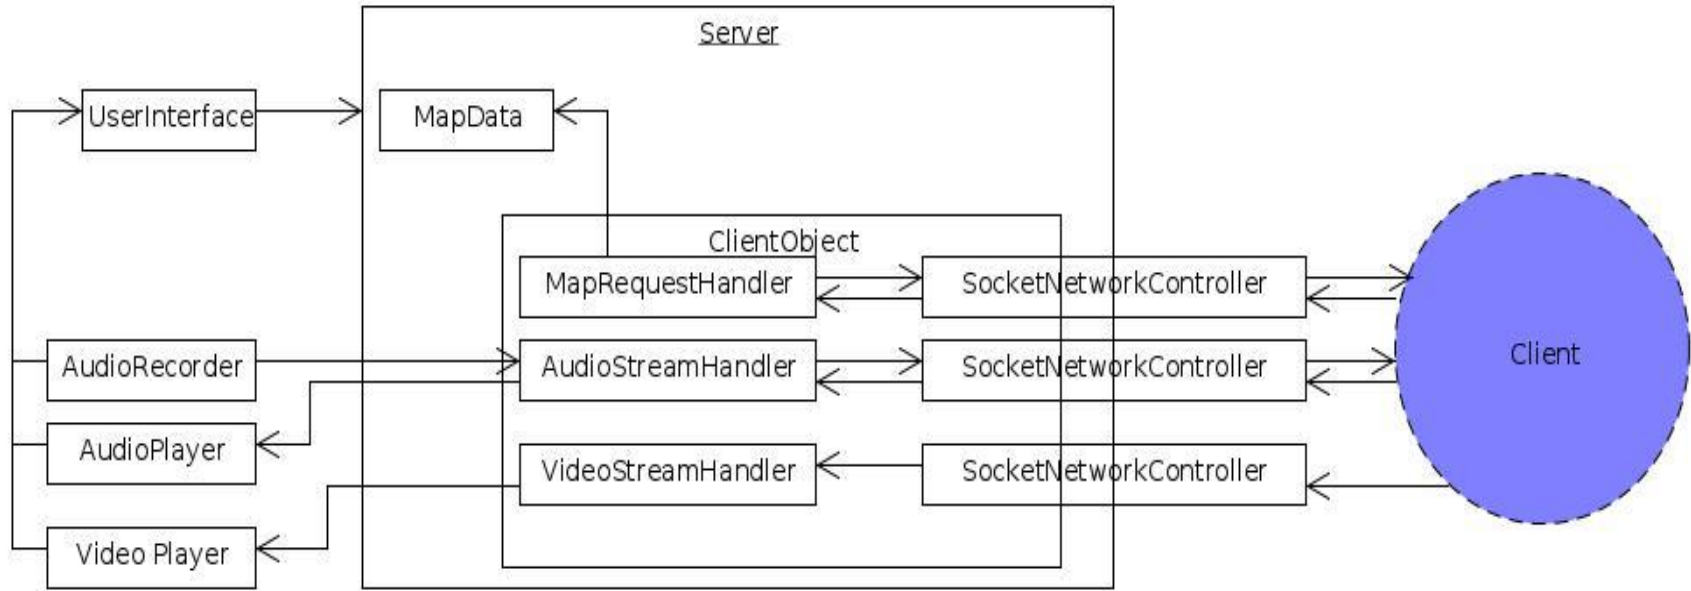 Server
UserInterface
MapData
ClientObject
MapRequestHandler
SocketNetworkController
AudioRecorder
AudioStreamHandler
SocketNetworkController
Client
AudioPlayer
VideoStreamHandler
SocketNetworkController
Video Player